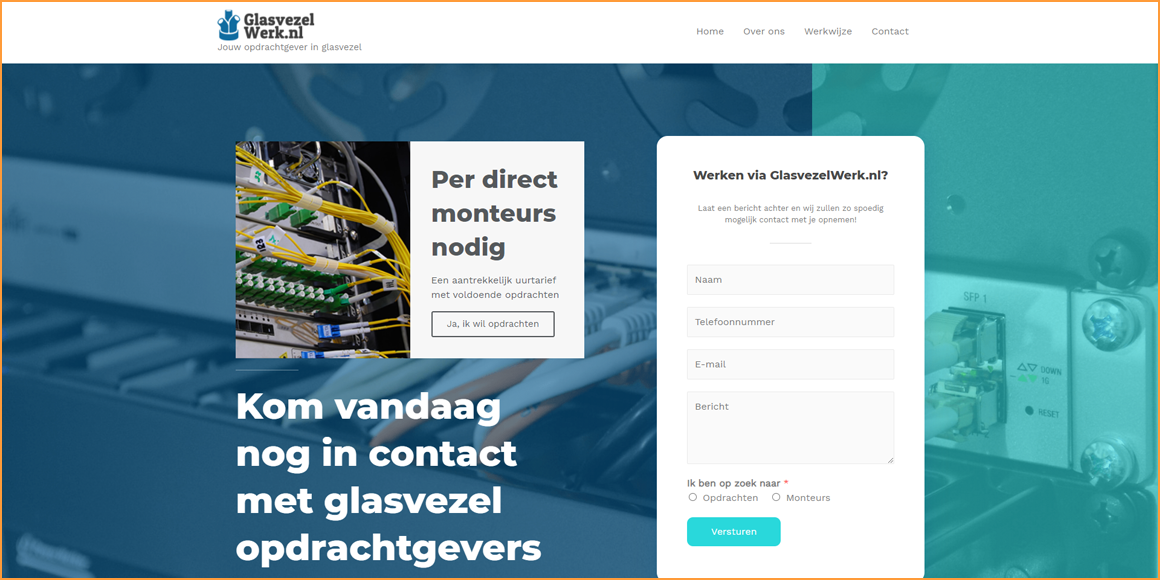 Glasvezel
Werk.nl
Jouw opdrachtgever in glasvezel
Home Over ons Werkwijze Contact
Per direct
monteurs
nodig
Een aantrekkelijk uurtarief
met voldoende opdrachten
Ja, ik wil opdrachten
Kom vandaag
nog in contact
met glasvezel
opdrachtgevers
Werken via GlasvezelWerk.nl?
Laat een bericht achter en wij zullen zo spoedig
mogelijk contact met je opnemen!
Naam
Telefoonnummer
E-mail
Bericht
Ik ben op zoek naar *
Opdrachten Monteurs
Versturen
SFP 1
DOWN
1G
RESET